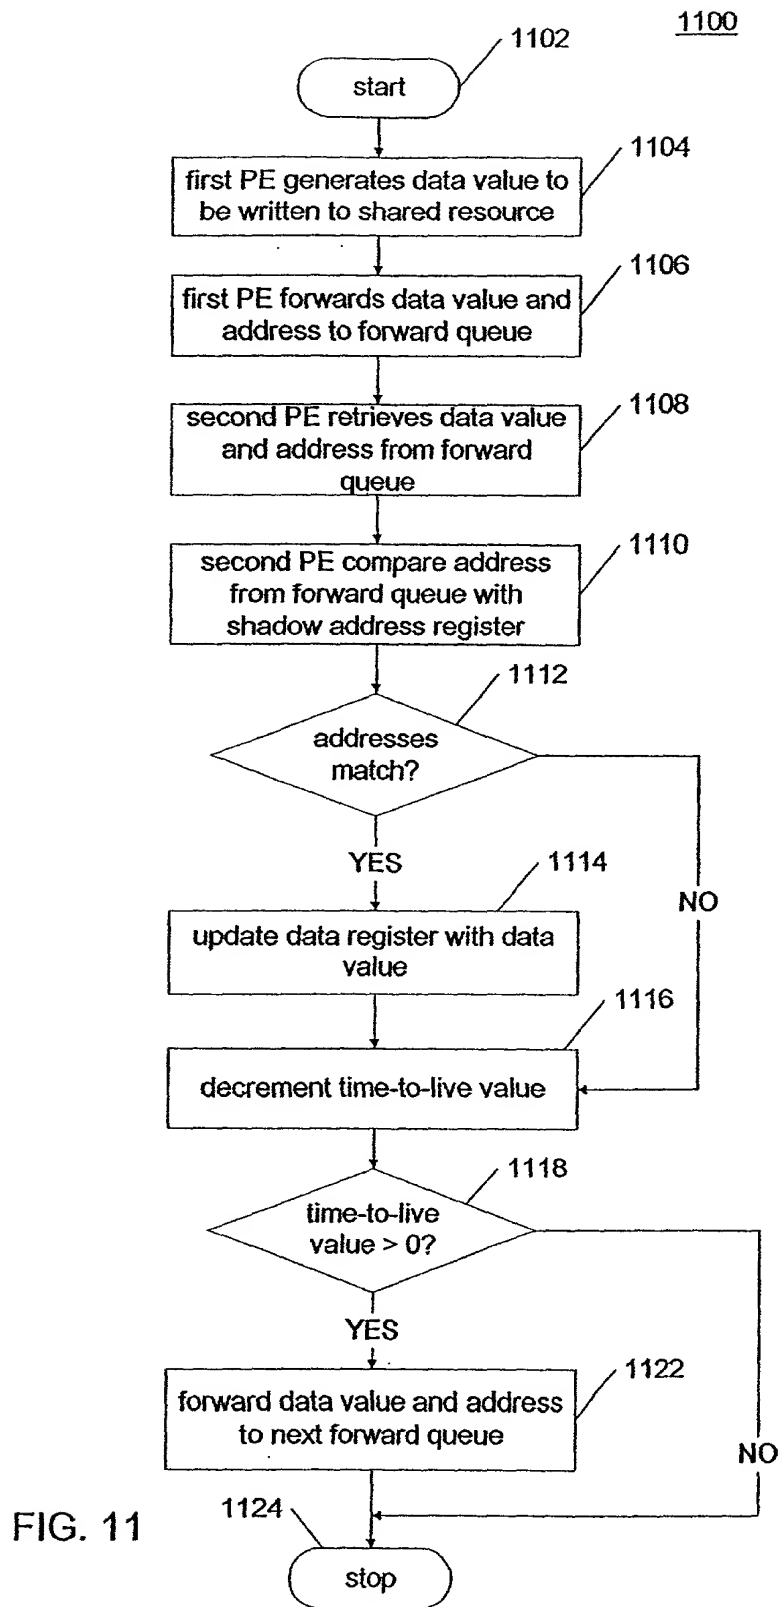 1100
1102
start
1104
first PE generates data value to
be written to shared resource
1106
first PE forwards data value and
address to forward queue
1108
second PE retrieves data value
and address from forward
queue
1110
second PE compare address
from forward queue with
shadow address register
1112
addresses
match?
YES
NO
1114
update data register with data
value
1116
decrement time-to-live value
1118
time-to-live
value > 0?
YES
NO
1122
forward data value and address
to next forward queue
1124
stop
FIG. 11